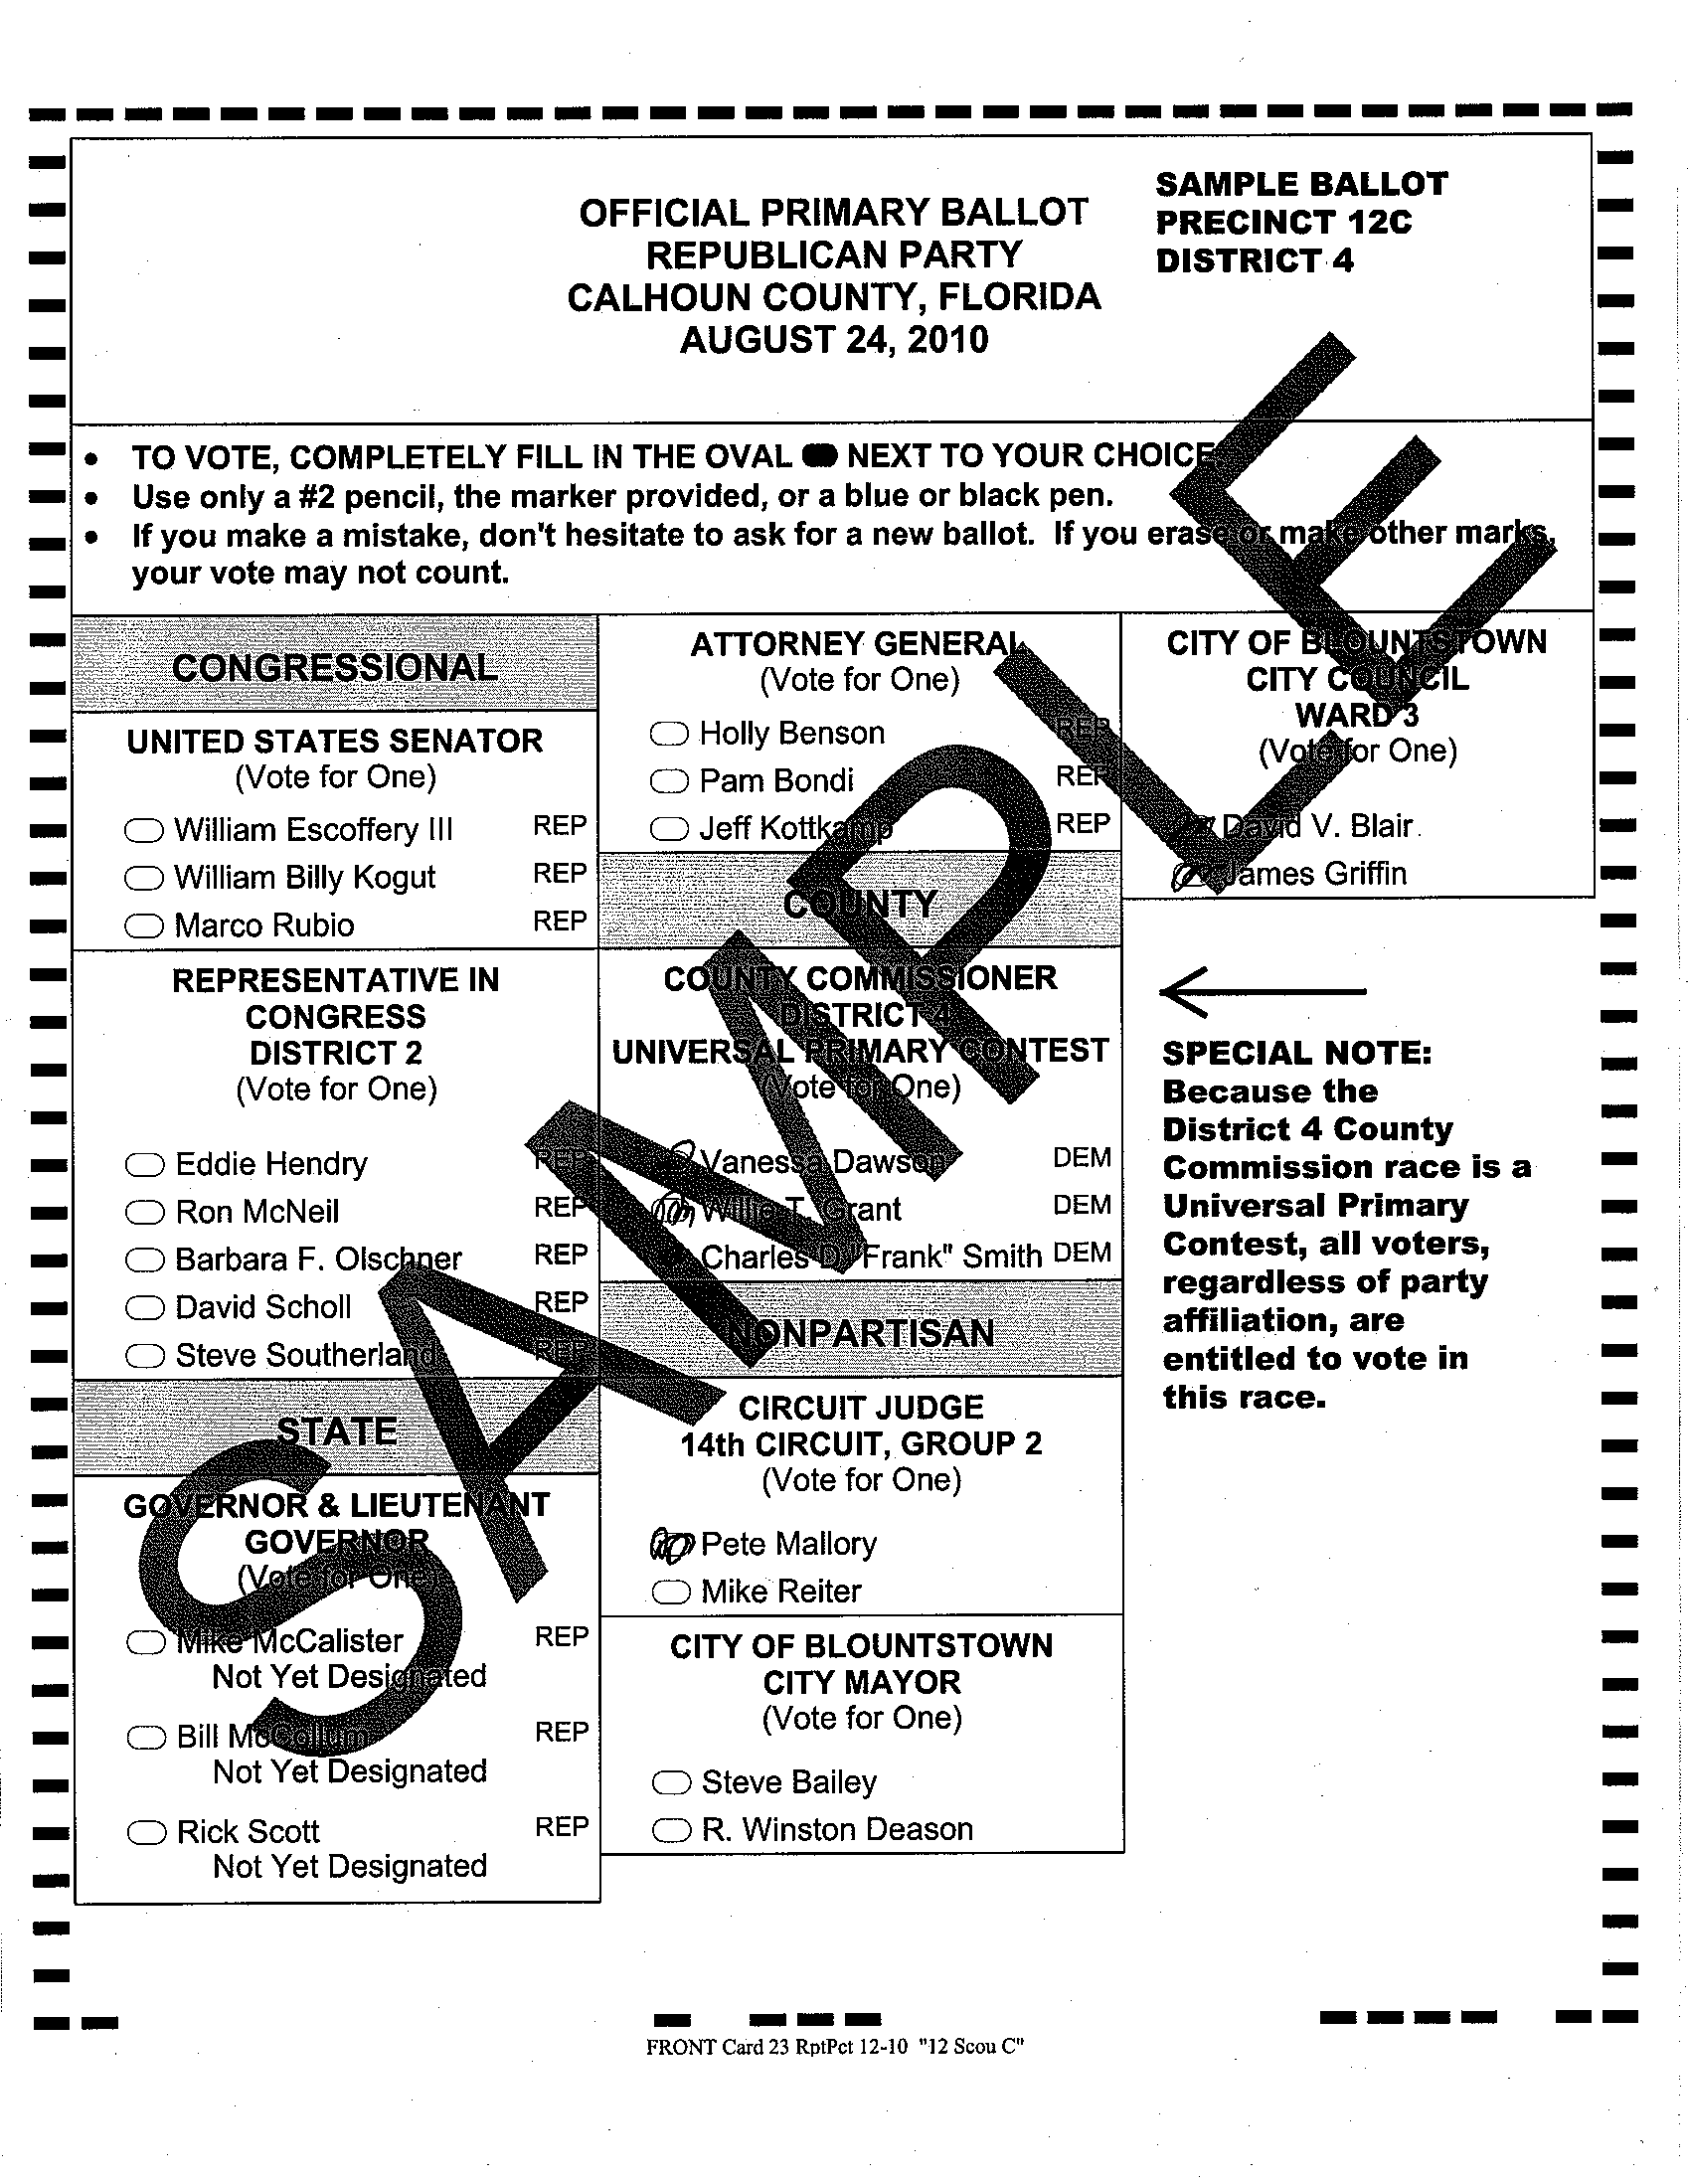 OFFICIAL PRIMARY BALLOT
REPUBLICAN PARTY
CALHOUN COUNTY, FLORIDA
AUGUST 24, 2010
SAMPLE BALLOT
PRECINCT 12C
DISTRICT 4
• TO VOTE, COMPLETELY FILL IN THE OVAL NEXT TO YOUR CHOICE
• Use only a #2 pencil, the marker provided, or a blue or black pen.
• If you make a mistake, don't hesitate to ask for a new ballot. If you erase or make other marks,
your vote may not count.
CONGRESSIONAL
UNITED STATES SENATOR
(Vote for One)
William Escoffery III REP
William Billy Kogut REP
Marco Rubio REP
REPRESENTATIVE IN
CONGRESS
DISTRICT 2
(Vote for One)
Eddie Hendry REP
Ron McNeil REP
Barbara F. Olschner REP
David Scholl REP
Steve Southerland REP
STATE
GOVERNOR & LIEUTENANT
GOVERNOR
(Vote for One)
Mike McCalister REP
Not Yet Designated
Bill McCollum REP
Not Yet Designated
Rick Scott REP
Not Yet Designated
ATTORNEY GENERAL
(Vote for One)
Holly Benson REP
Pam Bondi REP
Jeff Kottkamp REP
COUNTY
COUNTY COMMISSIONER
DISTRICT 4
UNIVERSAL PRIMARY CONTEST
(Vote for One)
Vanessa Dawson DEM
Willie T. Grant DEM
Charles D. "Frank" Smith DEM
NONPARTISAN
CIRCUIT JUDGE
14th CIRCUIT, GROUP 2
(Vote for One)
Pete Mallory
Mike Reiter
CITY OF BLOUNTSTOWN
CITY MAYOR
(Vote for One)
Steve Bailey
R. Winston Deason
CITY OF BLOUNTSTOWN
CITY COUNCIL
WARD 3
(Vote for One)
David V. Blair
James Griffin
SPECIAL NOTE:
Because the
District 4 County
Commission race is a
Universal Primary
Contest, all voters,
regardless of party
affiliation, are
entitled to vote in
this race.
SAMPLE
FRONT Card 23 RptPct 12-10 "12 Scou C"